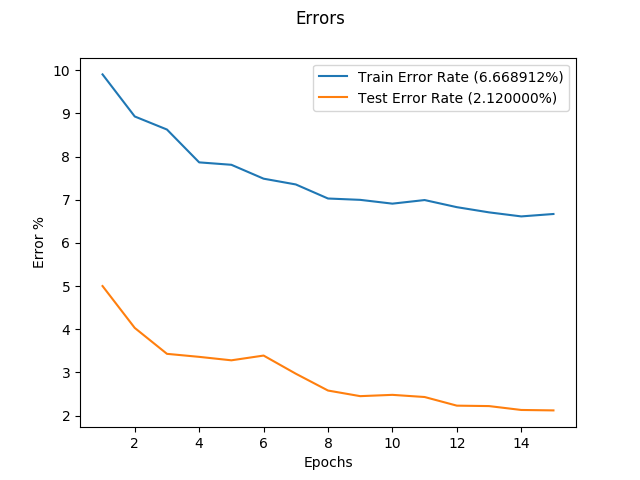 Errors
Train Error Rate (6.668912%)
Test Error Rate (2.120000%)
10
9
8
7
6
5
4
3
2
Error %
2 4 6 8 10 12 14
Epochs